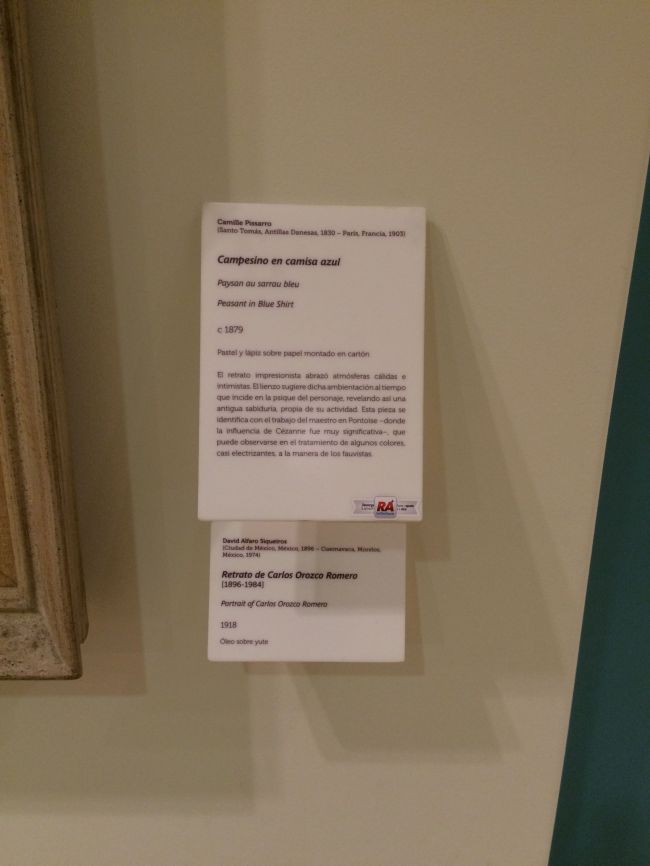 Camille Pissarro
(Santo Tomás, Antillas Danesas, 1830 – París, Francia, 1903)
Campesino en camisa azul
Paysan au sarrau bleu
Peasant in Blue Shirt
c 1879
Pastel y lápiz sobre papel montado en cartón
El retrato impresionista abrazó atmósferas cálidas e
intimistas. El lienzo sugiere dicha ambientación al tiempo
que incide en la psique del personaje, revelando así una
antigua sabiduría, propia de su actividad. Esta pieza se
identifica con el trabajo del maestro en Pontoise –donde
la influencia de Cézanne fue muy significativa–, que
puede observarse en el tratamiento de algunos colores,
casi electrizantes, a la manera de los fauvistas.
RA
David Alfaro Siqueiros
(Ciudad de México, México, 1896 – Cuernavaca, Morelos,
México, 1974)
Retrato de Carlos Orozco Romero
(1896-1984)
Portrait of Carlos Orozco Romero
1918
Óleo sobre yute